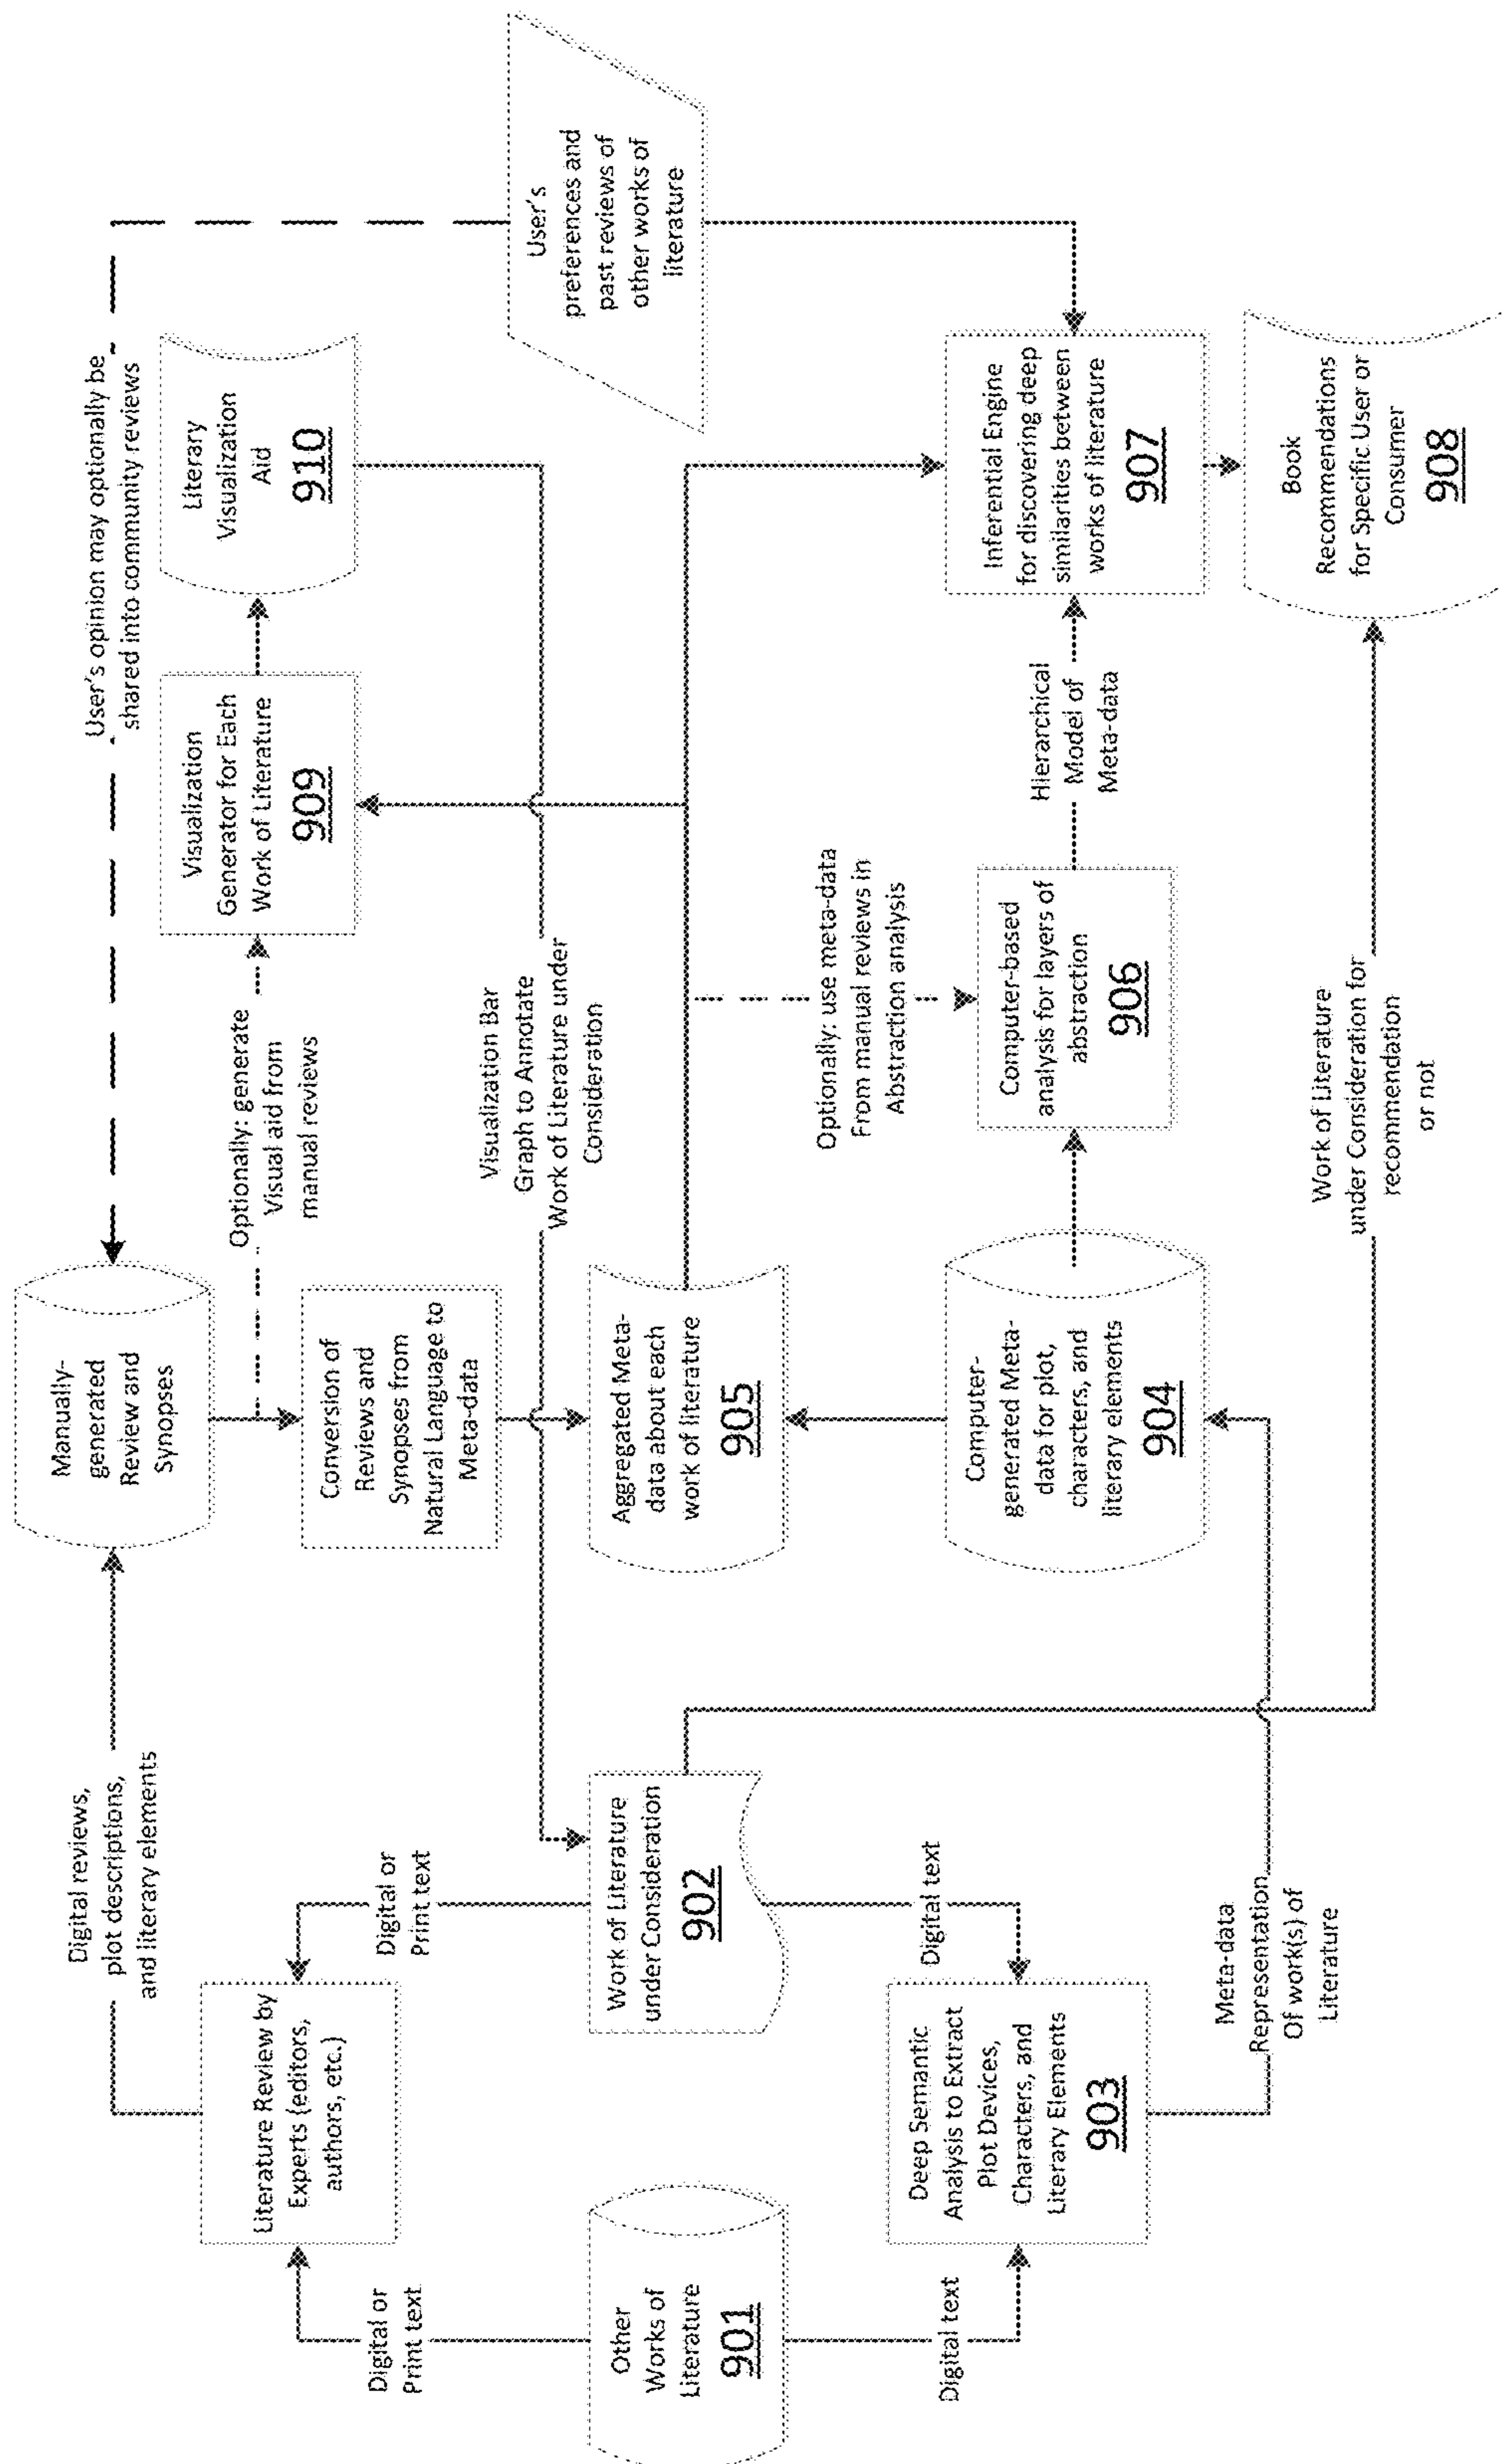 Other
Works of
Literature
901
Digital or
Print text
Digital text
Literature Review by
Experts (editors,
authors, etc.)
Digital or
Print text
Work of Literature
under Consideration
902
Digital text
Deep Semantic
Analysis to Extract
Plot Devices,
Characters, and
Literary Elements
903
Digital reviews,
plot descriptions,
and literary elements
Meta-data
Representation
Of work(s) of
Literature
Manually-
generated
Review and
Synopses
Conversion of
Reviews and
Synopses from
Natural Language to
Meta-data
Aggregated Meta-
data about each
work of literature
905
Computer-
generated Meta-
data for plot,
characters, and
literary elements
904
Optionally: generate
Visual aid from
manual reviews
Visualization Bar
Graph to Annotate
Work of Literature under
Consideration
Optionally: use meta-data
From manual reviews in
Abstraction analysis
Computer-based
analysis for layers of
abstraction
906
Work of Literature
under Consideration for
recommendation
or not
User's opinion may optionally be
shared into community reviews
Visualization
Generator for Each
Work of Literature
909
Literary
Visualization
Aid
910
Hierarchical
Model of
Meta-data
Inferential Engine
for discovering deep
similarities between
works of literature
907
Book
Recommendations
for Specific User or
Consumer
908
User's
preferences and
past reviews of
other works of
literature